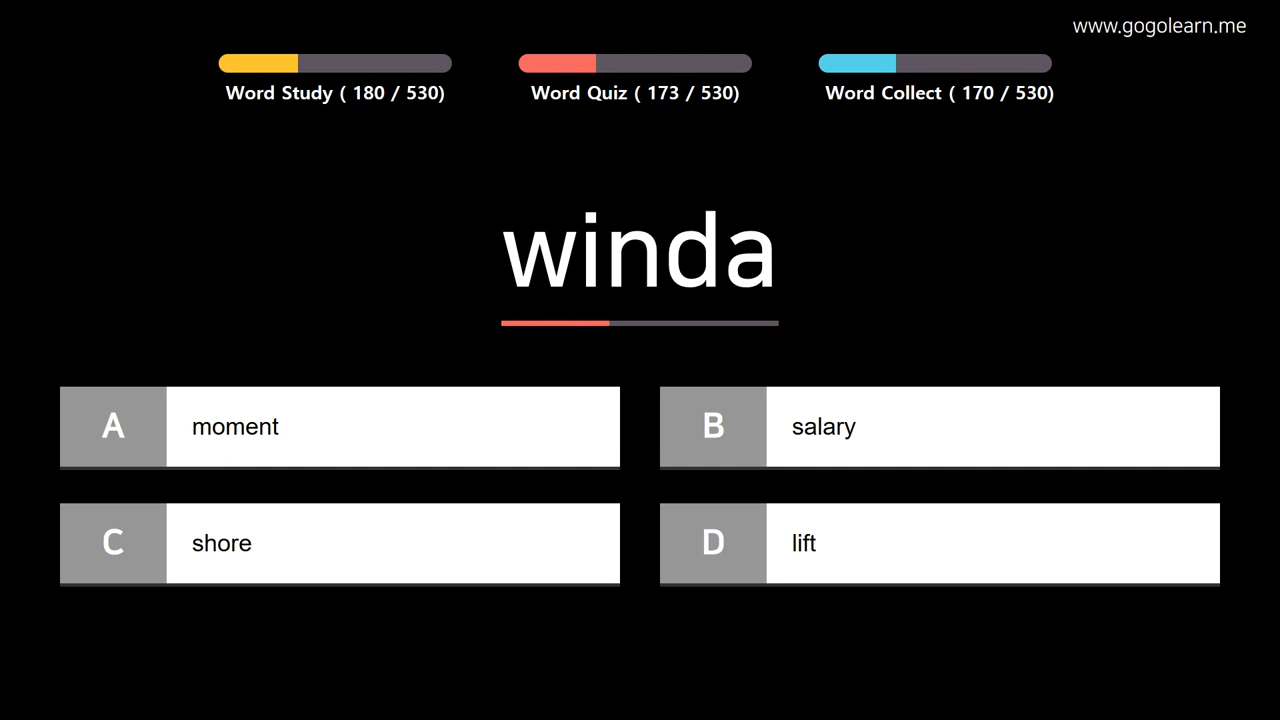 www.gogolearn.me
Word Study ( 180 / 530)
Word Quiz ( 173 / 530)
Word Collect ( 170 / 530)
winda
A
moment
B
salary
C
shore
D
lift